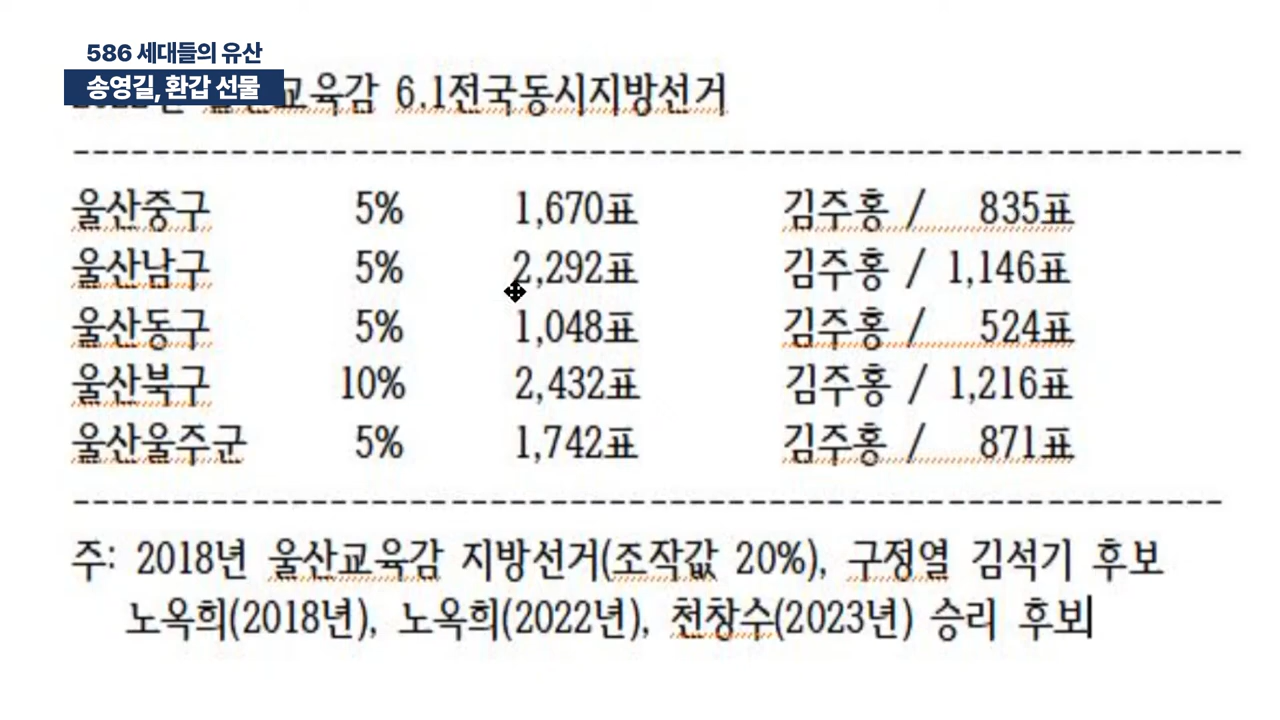 586 세대들의 유산
송영길, 환갑 선물
교육감 6.1전국동시지방선거
울산중구 5% 1,670표 김주홍 / 835표
울산남구 5% 2,292표 김주홍 / 1,146표
울산동구 5% 1,048표 김주홍 / 524표
울산북구 10% 2,432표 김주홍 / 1,216표
울산울주군 5% 1,742표 김주홍 / 871표
주: 2018년 울산교육감 지방선거(조작값 20%), 구정열 김석기 후보
노옥희(2018년), 노옥희(2022년), 천창수(2023년) 승리 후보